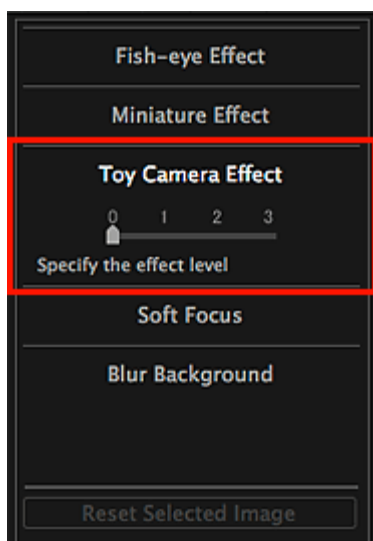 Fish-eye Effect
Miniature Effect
Toy Camera Effect
0 1 2 3
Specify the effect level
Soft Focus
Blur Background
Reset Selected Image